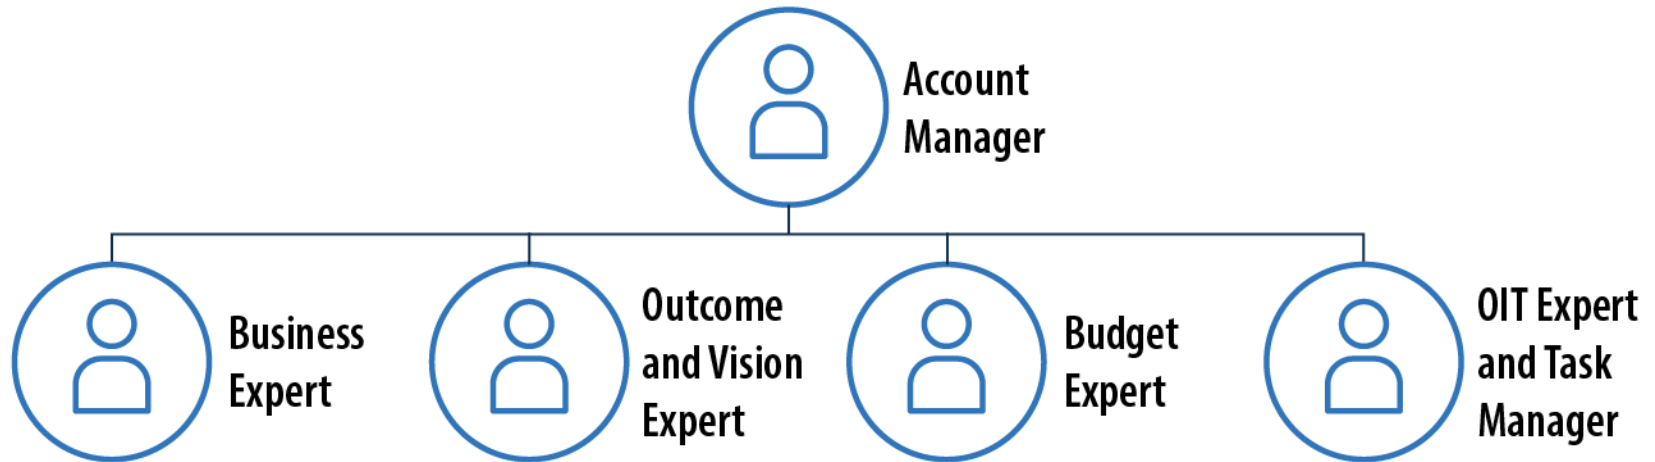 Account
Manager
Business
Expert
Outcome
and Vision
Expert
Budget
Expert
OIT Expert
and Task
Manager